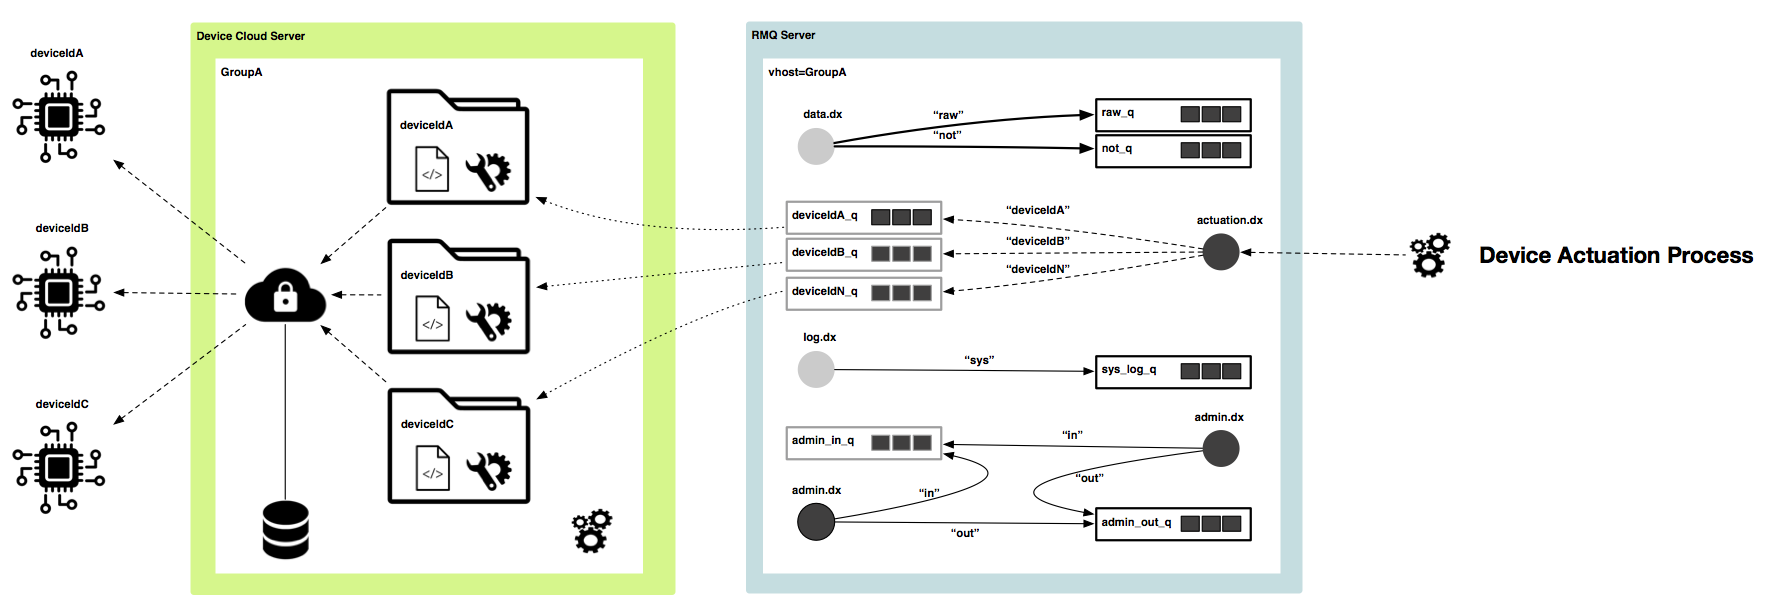 deviceIdA
deviceIdB
deviceIdC
Device Cloud Server
GroupA
deviceIdA
</>
deviceIdB
</>
deviceIdC
</>
RMQ Server
vhost=GroupA
data.dx
“raw”
“not”
raw_q
not_q
deviceIdA_q
deviceIdB_q
deviceIdN_q
“deviceIdA”
“deviceIdB”
“deviceIdN”
actuation.dx
log.dx
“sys”
sys_log_q
admin.dx
admin_in_q
“in”
“out”
admin.dx
“in”
“out”
admin_out_q
Device Actuation Process